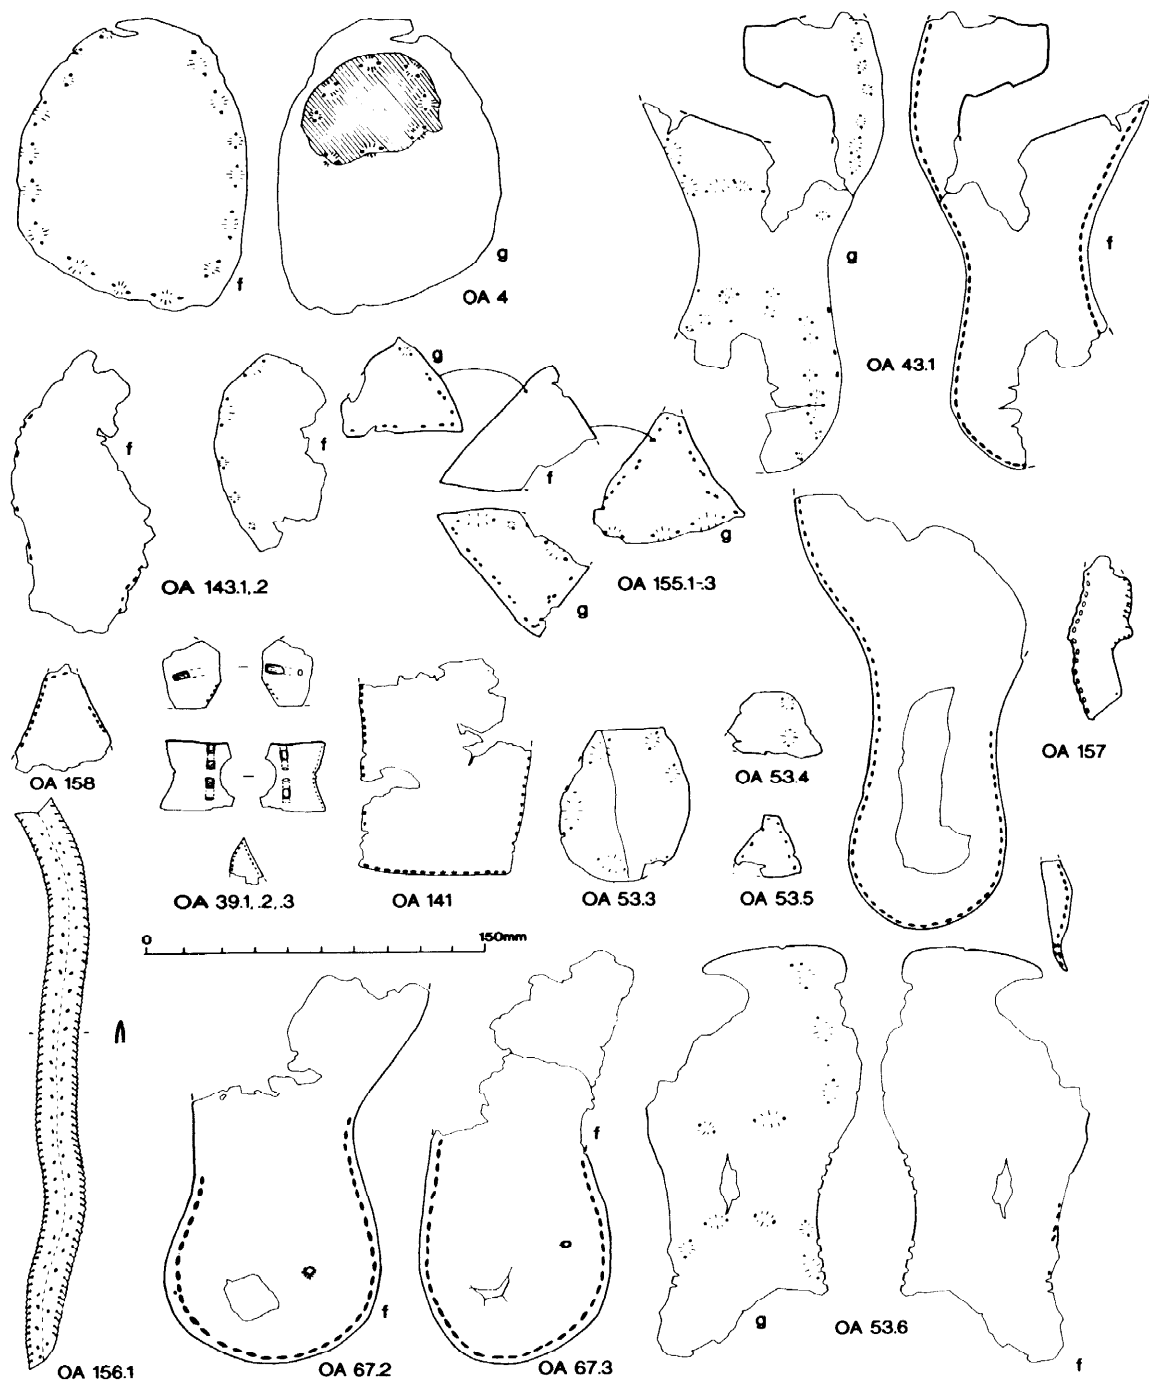 f
g
OA 4
g
f
OA 43.1
f
f
OA 143.1,.2
g
f
g
g
OA 155.1-.3
OA 158
OA 39.1,.2,.3
OA 141
OA 53.3
OA 53.4
OA 53.5
OA 157
0 150mm
OA 156.1
f
OA 67.2
f
OA 67.3
g
OA 53.6
f